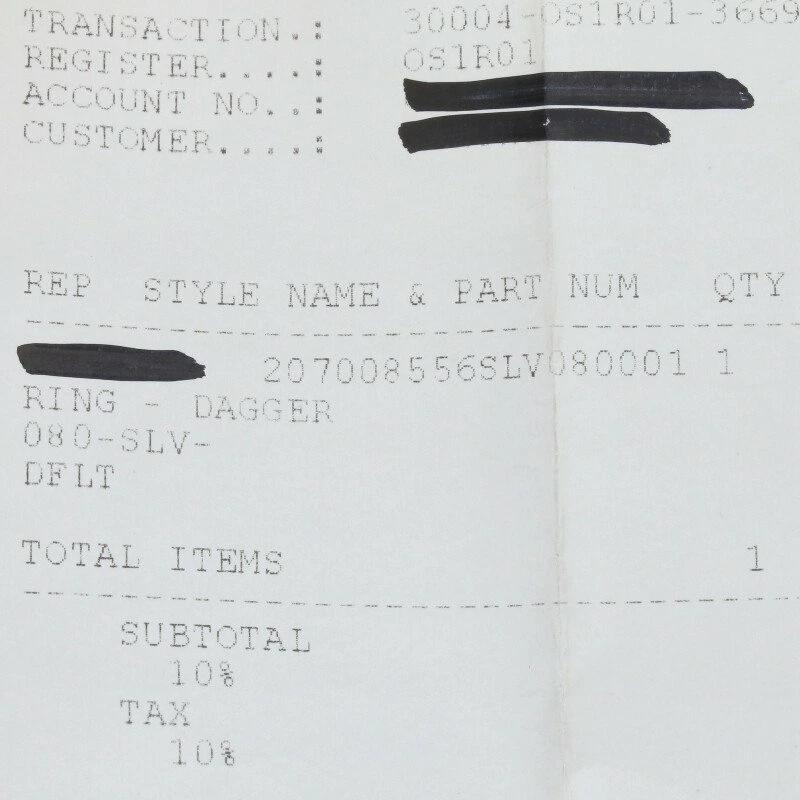 TRANSACTION.: 30004-OS1R01-3669
REGISTER....: OS1R01
ACCOUNT NO..:
CUSTOMER....:
REP STYLE NAME & PART NUM QTY
207008556SLV080001 1
RING - DAGGER
080-SLV-
DFLT
TOTAL ITEMS 1
SUBTOTAL
10%
TAX
10%